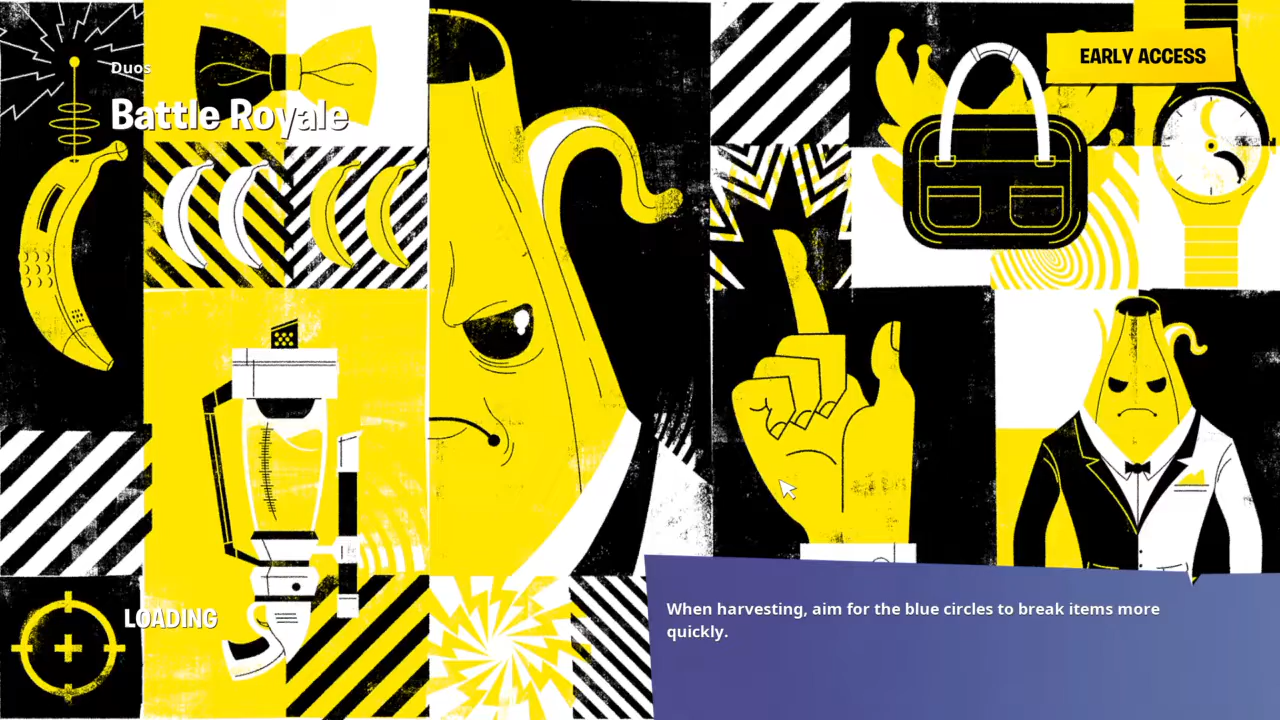 Duos
Battle Royale
EARLY ACCESS
LOADING
When harvesting, aim for the blue circles to break items more
quickly.